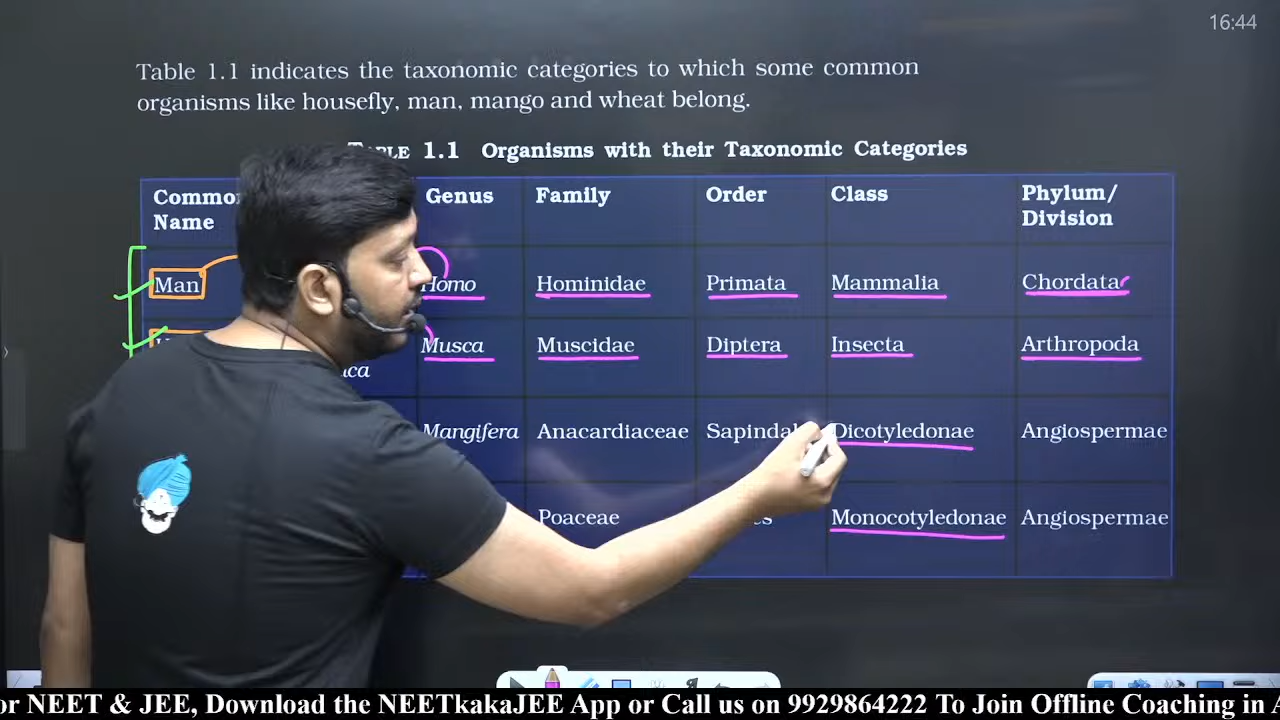 16:44
Table 1.1 indicates the taxonomic categories to which some common
organisms like housefly, man, mango and wheat belong.
1.1 Organisms with their Taxonomic Categories
Name
Genus
Family
Order
Class
Phylum/
Division
Man
Homo
Hominidae
Primata
Mammalia
Chordata
Musca
Muscidae
Diptera
Insecta
Arthropoda
Mangifera
Anacardiaceae
Dicotyledonae
Angiospermae
Poaceae
Monocotyledonae
Angiospermae
NEET & JEE, Download the NEETkakaJEE App or Call us on 9929864222 To Join Offline Coaching in